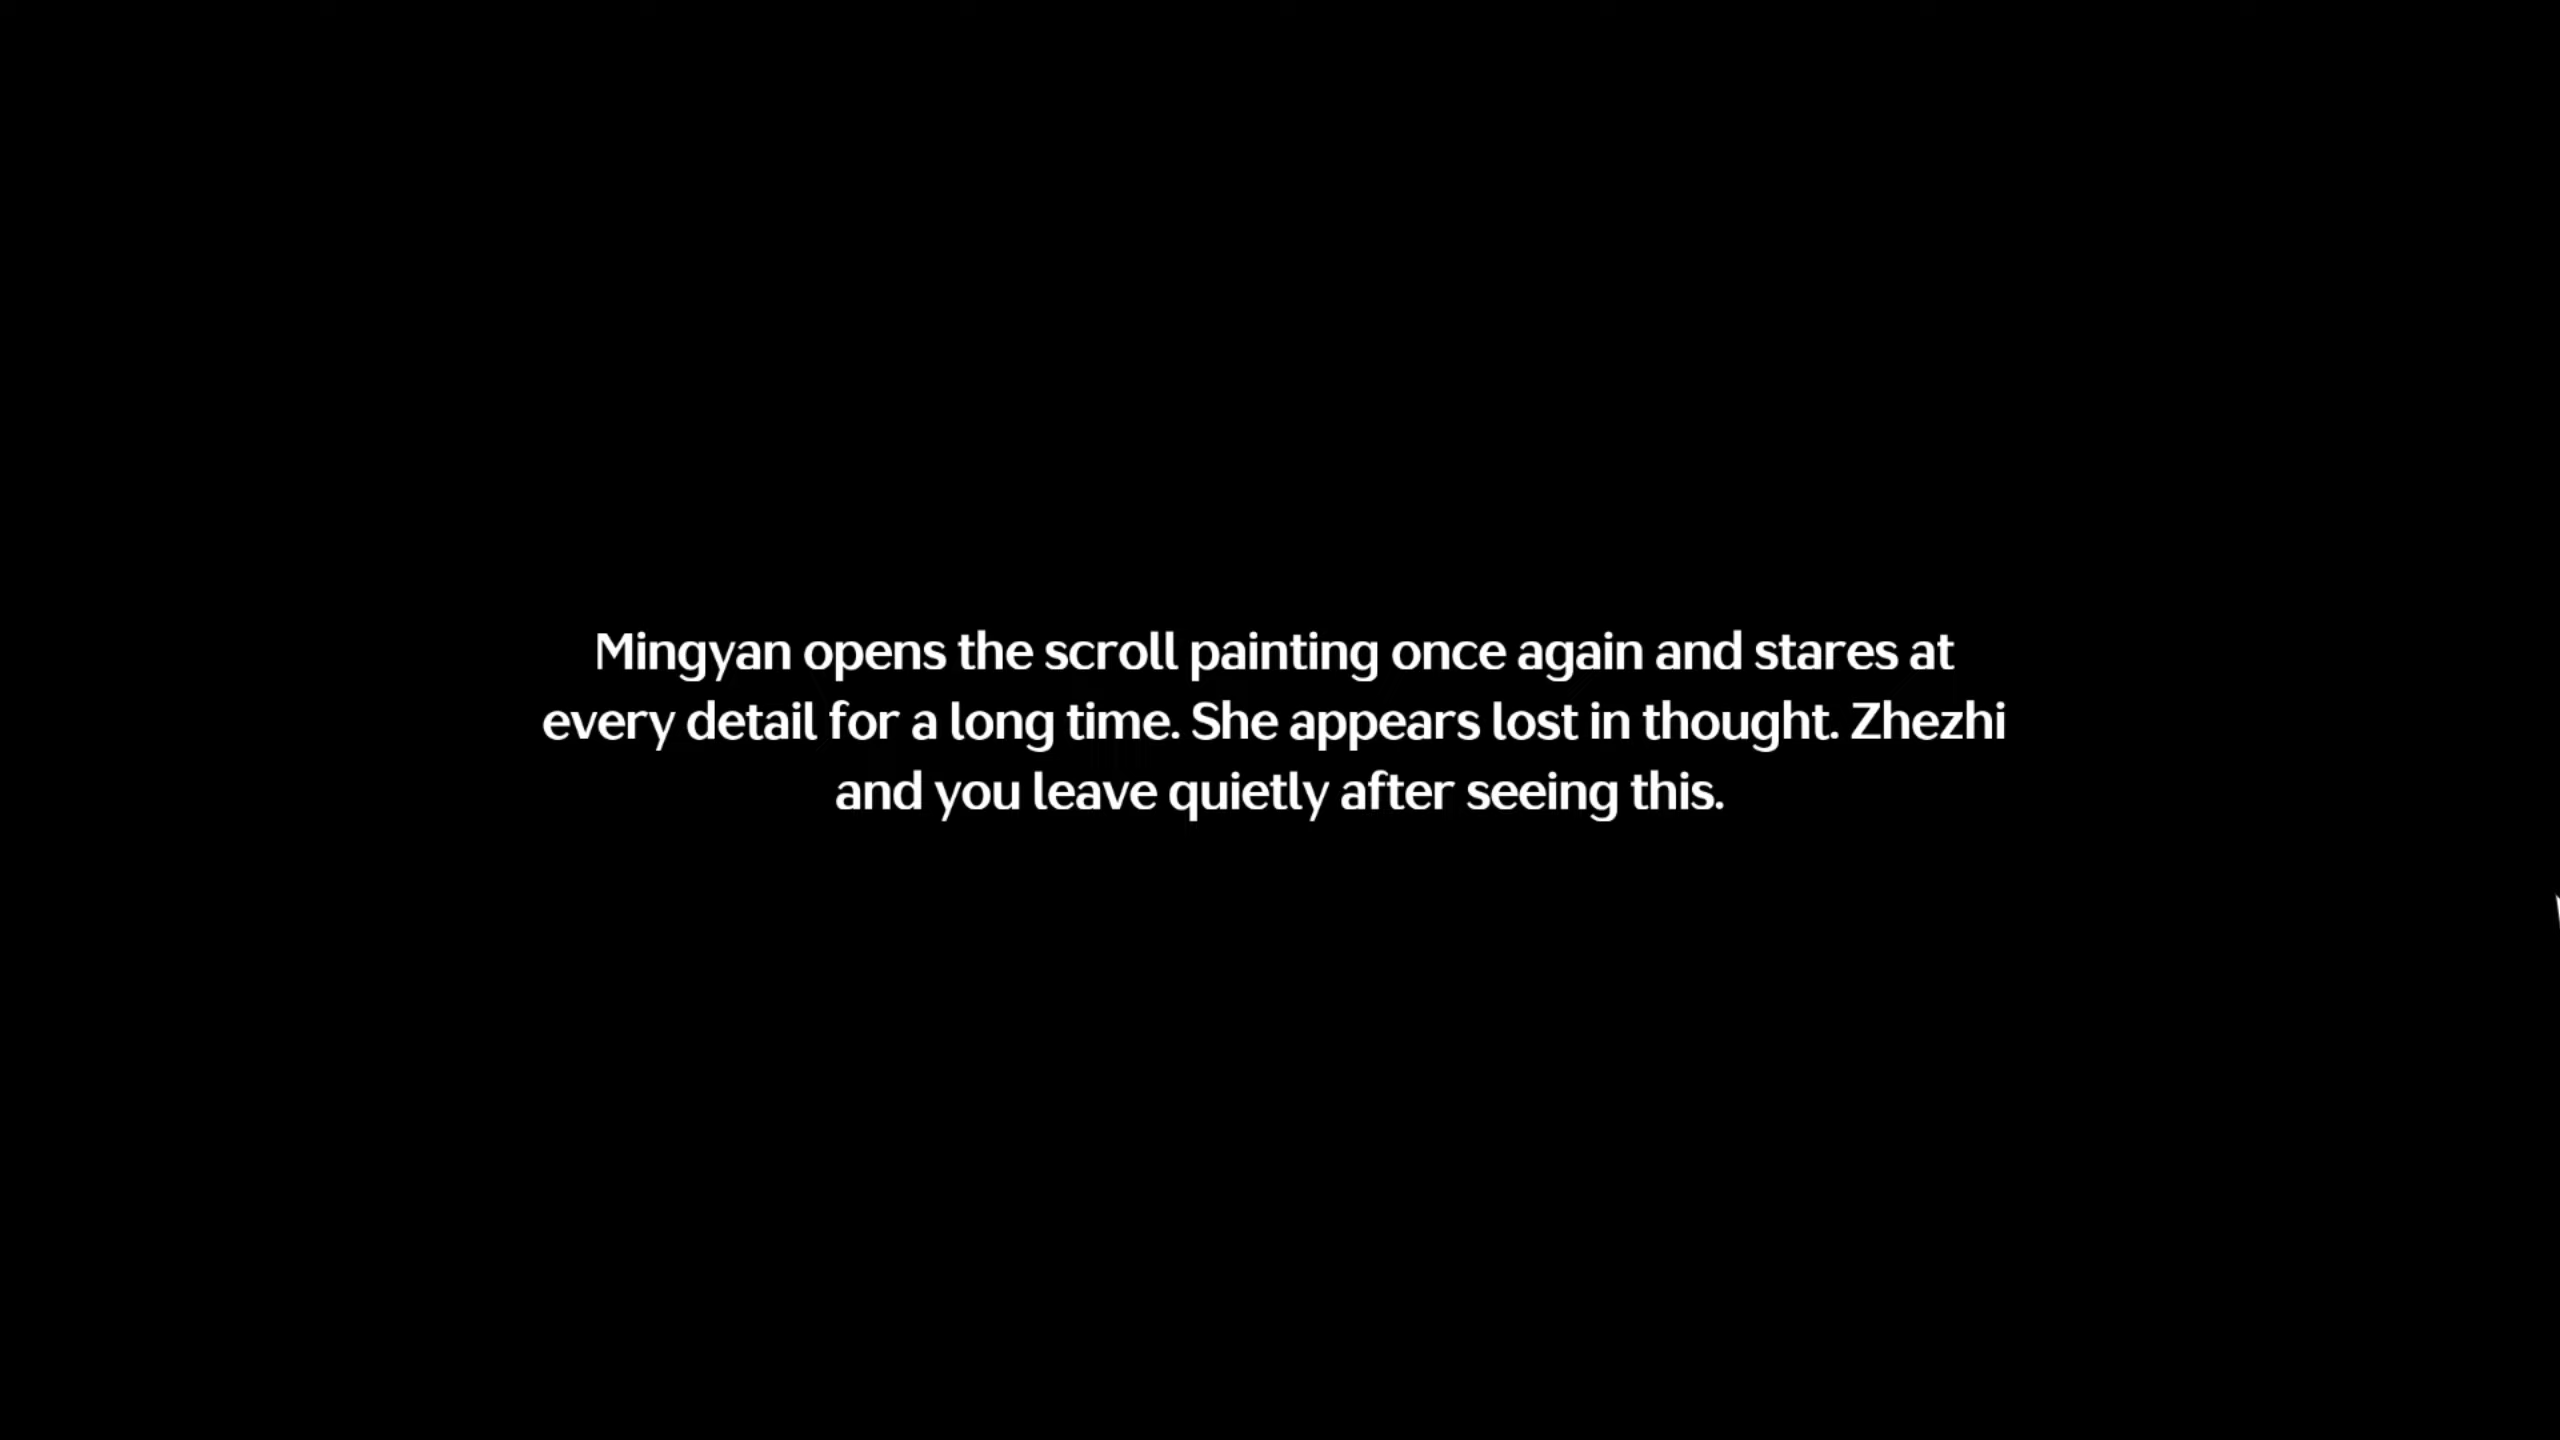 Mingyan opens the scroll painting once again and stares at
every detail for a long time. She appears lost in thought. Zhezhi
and you leave quietly after seeing this.